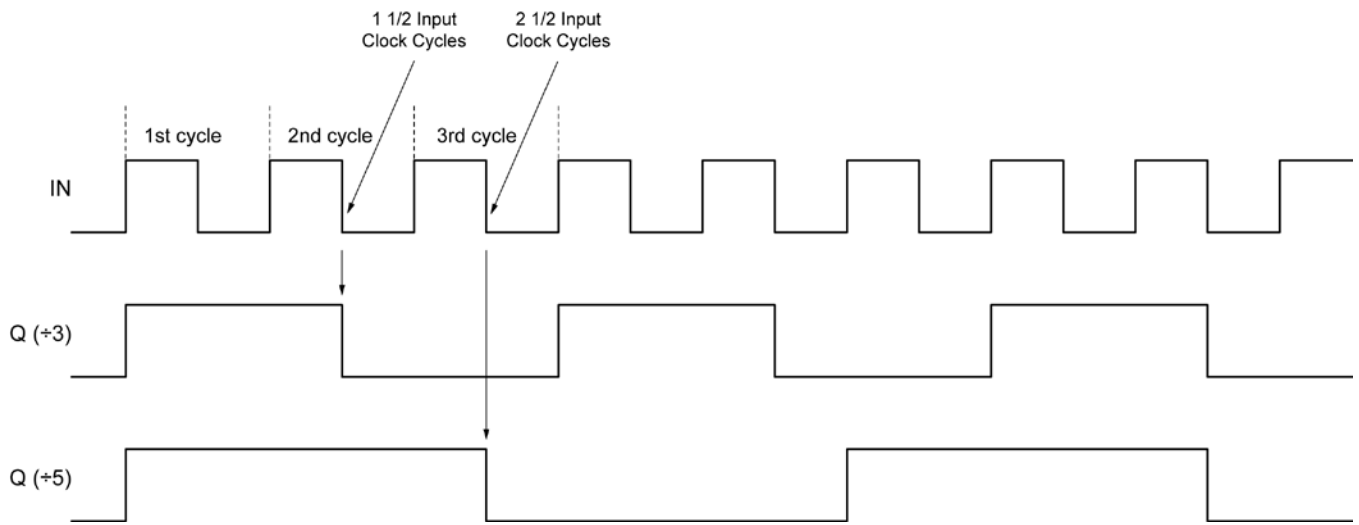 1 1/2 Input
Clock Cycles
2 1/2 Input
Clock Cycles
1st cycle
2nd cycle
3rd cycle
IN
Q (÷3)
Q (÷5)